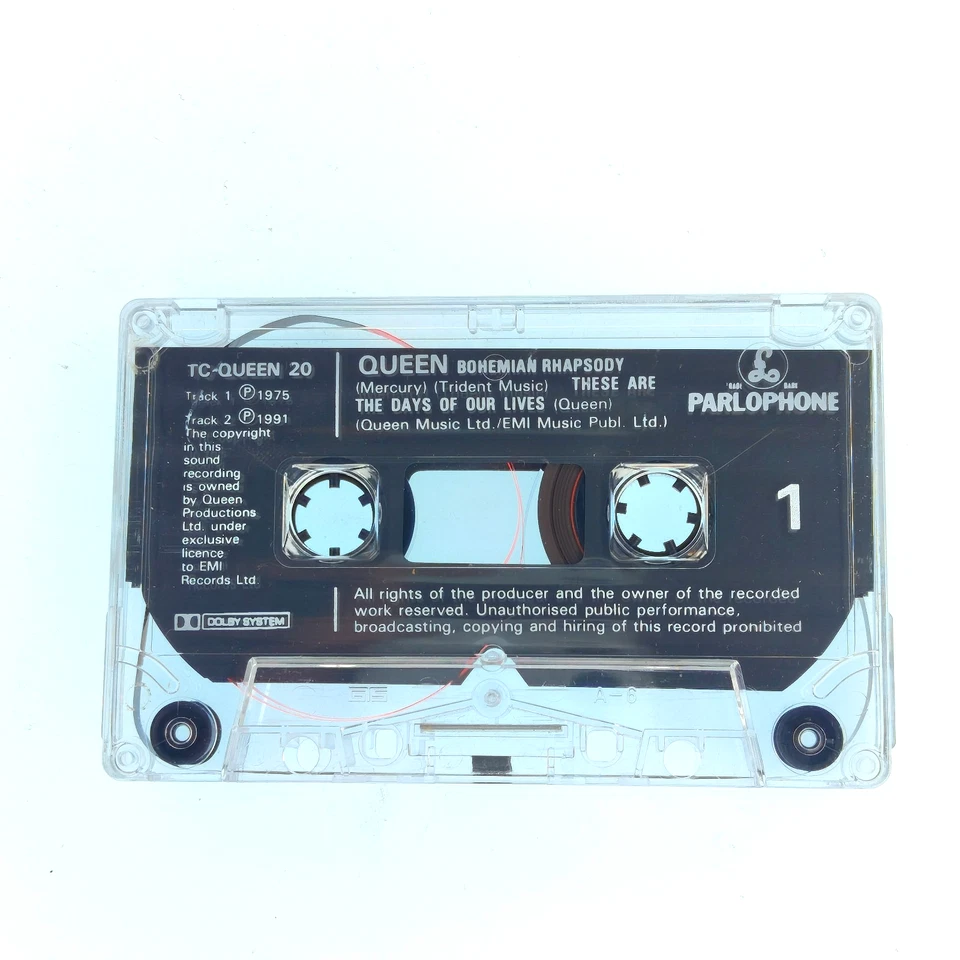 TC-QUEEN 20
Track 1 Ⓟ1975
Track 2 Ⓟ1991
The copyright
in this
sound
recording
is owned
by Queen
Productions
Ltd. under
exclusive
licence
to EMI
Records Ltd.
DOLBY SYSTEM
QUEEN BOHEMIAN RHAPSODY
(Mercury) (Trident Music) THESE ARE
THE DAYS OF OUR LIVES (Queen)
(Queen Music Ltd./EMI Music Publ. Ltd.)
£
PARLOPHONE
1
All rights of the producer and the owner of the recorded
work reserved. Unauthorised public performance,
broadcasting, copying and hiring of this record prohibited
A-6